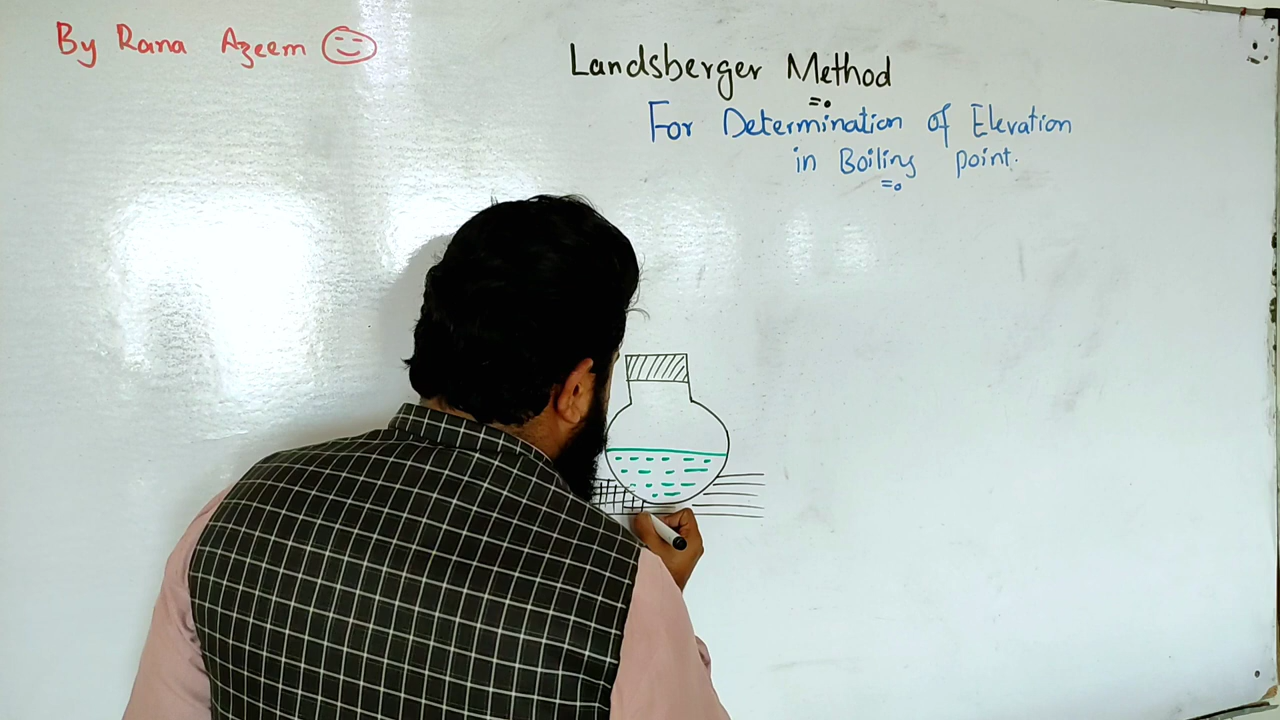 By Rana Azeem
Landsberger Method
For Determination of Elevation
in Boiling point.